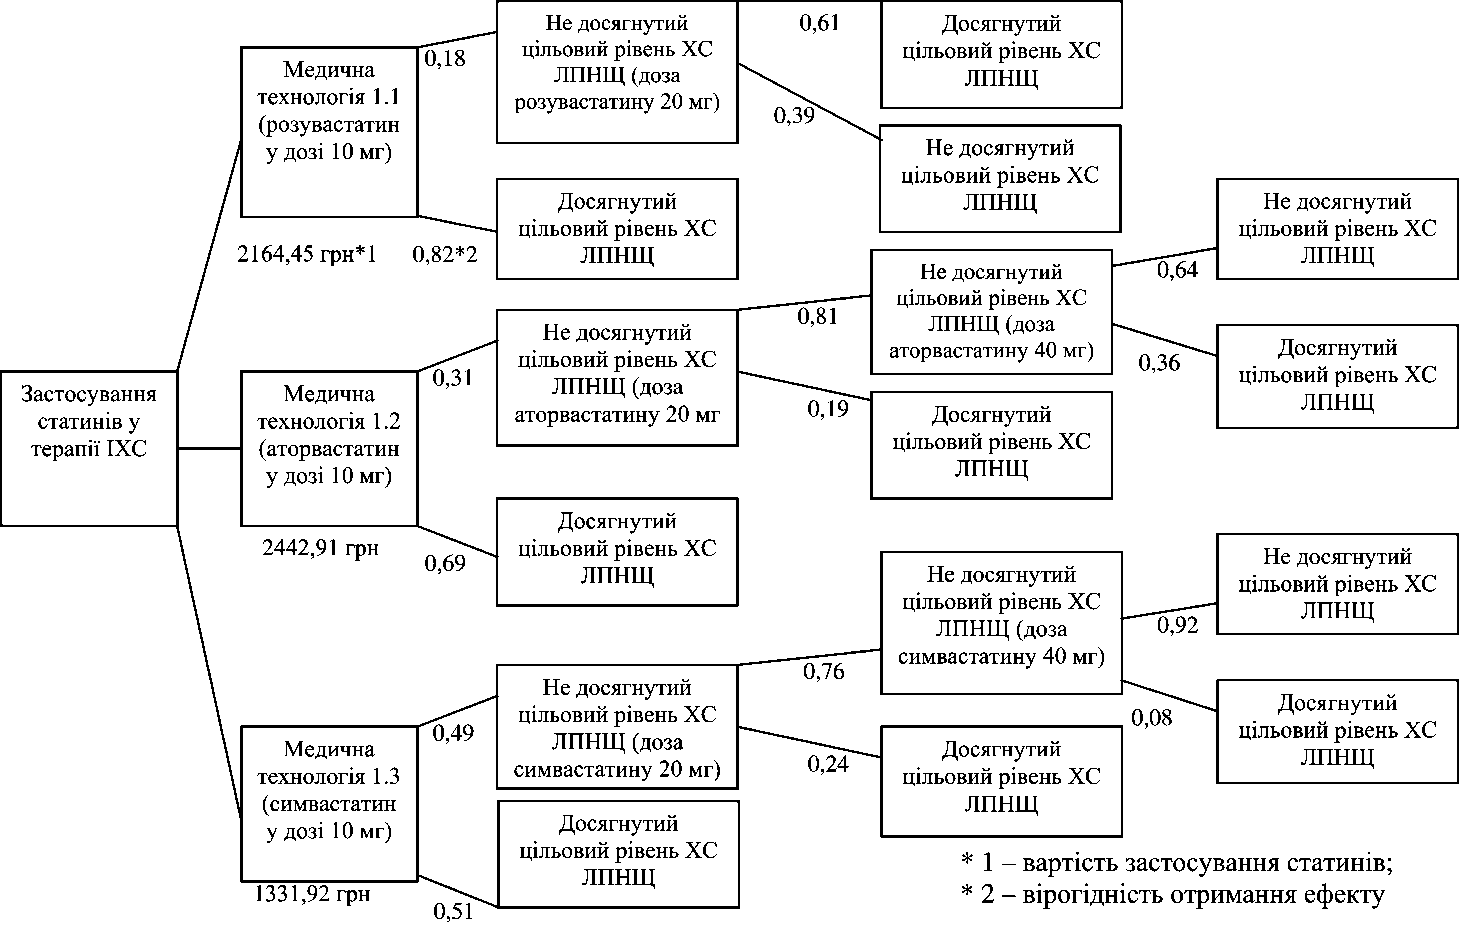 Застосування
статинів у
терапії ІХС
Медична
технологія 1.1
(розувастатин
у дозі 10 мг)
2164,45 грн*1
0,18
0,82*2
Не досягнутий
цільовий рівень ХС
ЛПНЩ (доза
розувастатину 20 мг)
Досягнутий
цільовий рівень ХС
ЛПНЩ
0,61
0,39
Досягнутий
цільовий рівень ХС
ЛПНЩ
Не досягнутий
цільовий рівень ХС
ЛПНЩ
Медична
технологія 1.2
(аторвастатин
у дозі 10 мг)
2442,91 грн
0,31
0,69
Не досягнутий
цільовий рівень ХС
ЛПНЩ (доза
аторвастатину 20 мг
Досягнутий
цільовий рівень ХС
ЛПНЩ
0,81
0,19
Не досягнутий
цільовий рівень ХС
ЛПНЩ (доза
аторвастатину 40 мг)
Досягнутий
цільовий рівень ХС
ЛПНЩ
0,64
0,36
Не досягнутий
цільовий рівень ХС
ЛПНЩ
Досягнутий
цільовий рівень ХС
ЛПНЩ
Медична
технологія 1.3
(симвастатин
у дозі 10 мг)
1331,92 грн
0,49
0,51
Не досягнутий
цільовий рівень ХС
ЛПНЩ (доза
симвастатину 20 мг)
Досягнутий
цільовий рівень ХС
ЛПНЩ
0,76
0,24
Не досягнутий
цільовий рівень ХС
ЛПНЩ (доза
симвастатину 40 мг)
Досягнутий
цільовий рівень ХС
ЛПНЩ
0,92
0,08
Не досягнутий
цільовий рівень ХС
ЛПНЩ
Досягнутий
цільовий рівень ХС
ЛПНЩ
* 1 – вартість застосування статинів;
* 2 – вірогідність отримання ефекту